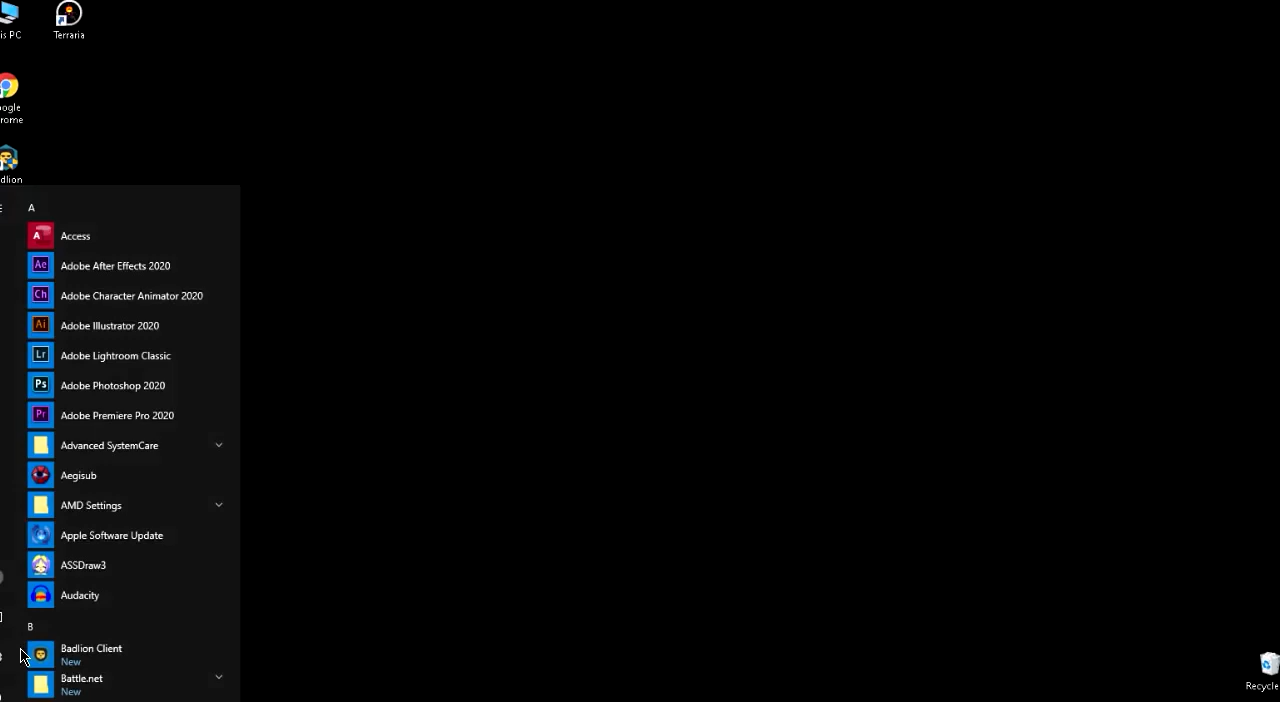 is PC
Terraria
ogle
rome
dlion
A
Access
Adobe After Effects 2020
Adobe Character Animator 2020
Adobe Illustrator 2020
Adobe Lightroom Classic
Adobe Photoshop 2020
Adobe Premiere Pro 2020
Advanced SystemCare
Aegisub
AMD Settings
Apple Software Update
ASSDraw3
Audacity
B
Badlion Client
New
Battle.net
New
Recycle